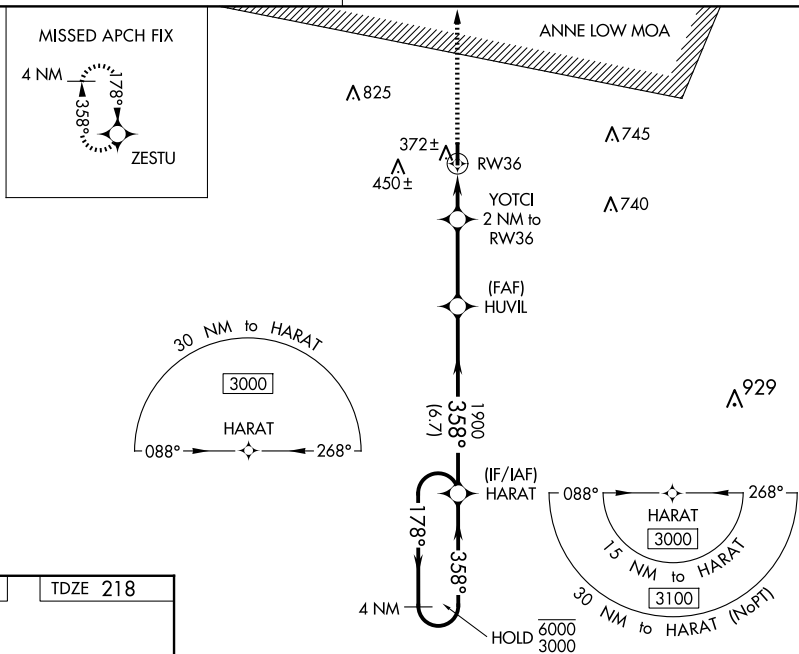 MISSED APCH FIX
4 NM
178°
358°
ZESTU
ANNE LOW MOA
825
745
372±
RW36
450±
740
YOTCI
2 NM to
RW36
(FAF)
HUVIL
30 NM to HARAT
3000
HARAT
088°
268°
929
1900
358°
(6.7)
(IF/IAF)
HARAT
178°
358°
4 NM
HOLD 6000
3000
088°
268°
HARAT
3000
15 NM to HARAT
3100
30 NM to HARAT (NoPT)
TDZE 218